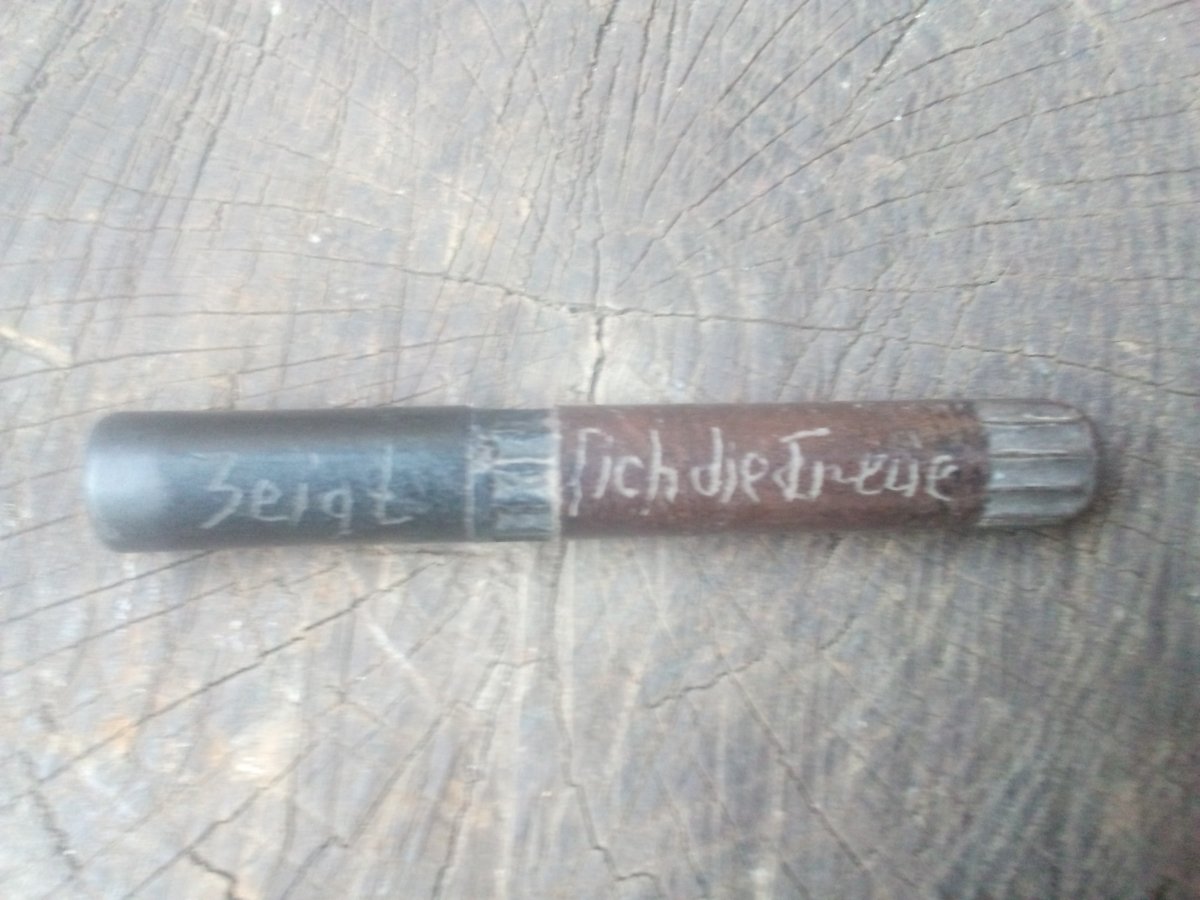 Zeigt sich die Treue